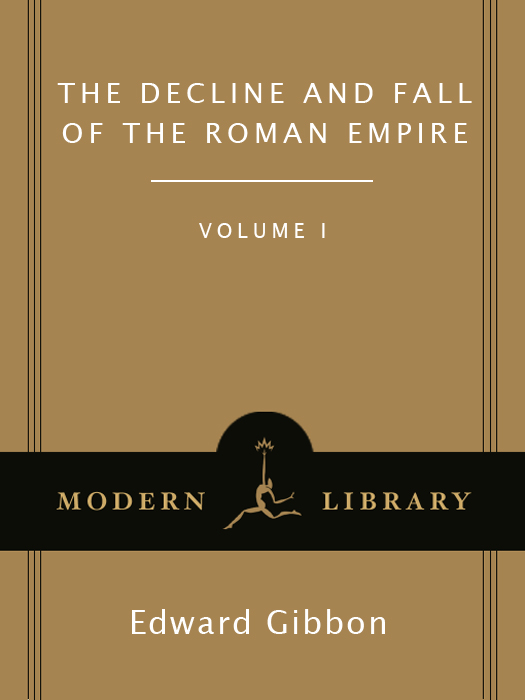 THE DECLINE AND FALL
OF THE ROMAN EMPIRE
VOLUME I
MODERN LIBRARY
Edward Gibbon